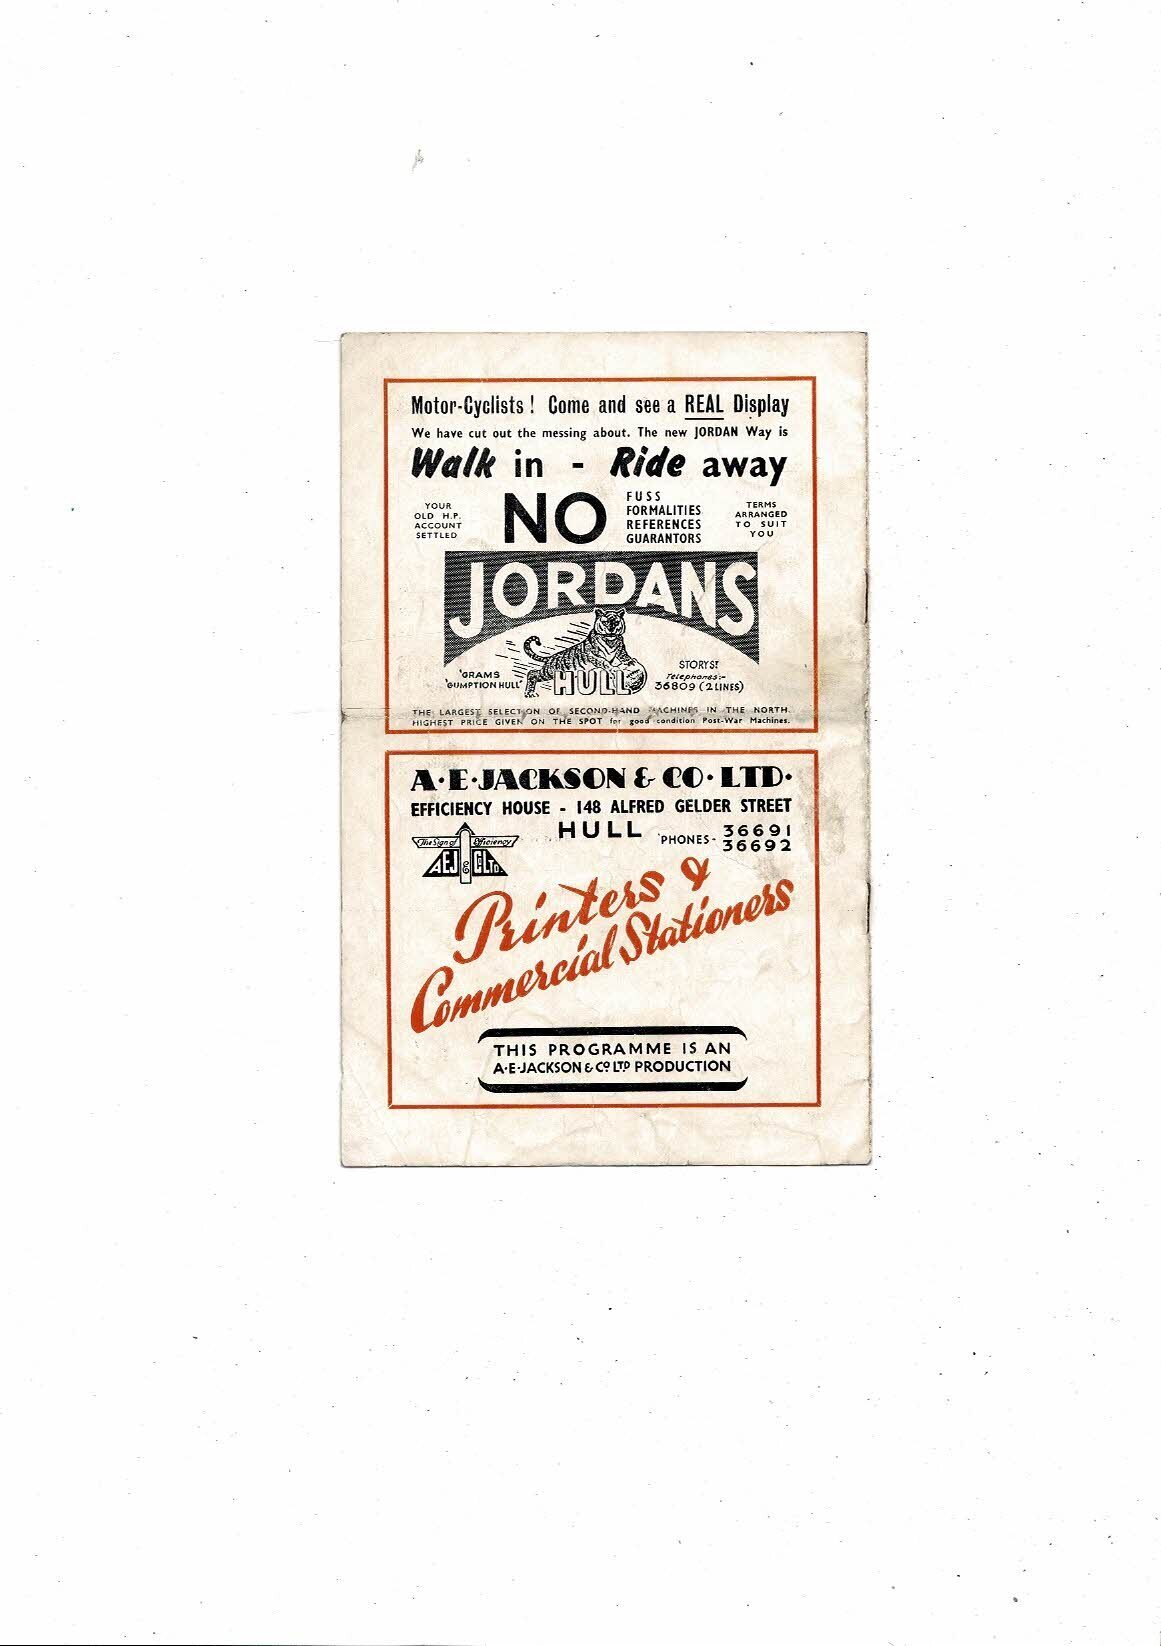 Motor-Cyclists ! Come and see a REAL Display
We have cut out the messing about. The new JORDAN Way is
Walk in - Ride away
YOUR
OLD H.P.
ACCOUNT
SETTLED
NO
FUSS
FORMALITIES
REFERENCES
GUARANTORS
TERMS
ARRANGED
TO SUIT
YOU
JORDANS
'GRAMS
'GUMPTION HULL'
HULL
STORY ST
Telephones:-
36809 (2 LINES)
THE LARGEST SELECTION OF SECOND-HAND MACHINES IN THE NORTH.
HIGHEST PRICE GIVEN ON THE SPOT for good condition Post-War Machines.
A·E·JACKSON & CO· LTD·
EFFICIENCY HOUSE - 148 ALFRED GELDER STREET
HULL
'PHONES- 36691
36692
The Sign of Efficiency
AEJ & Co LTD.
Printers &
Commercial Stationers
THIS PROGRAMME IS AN
A·E·JACKSON & Co LTD PRODUCTION